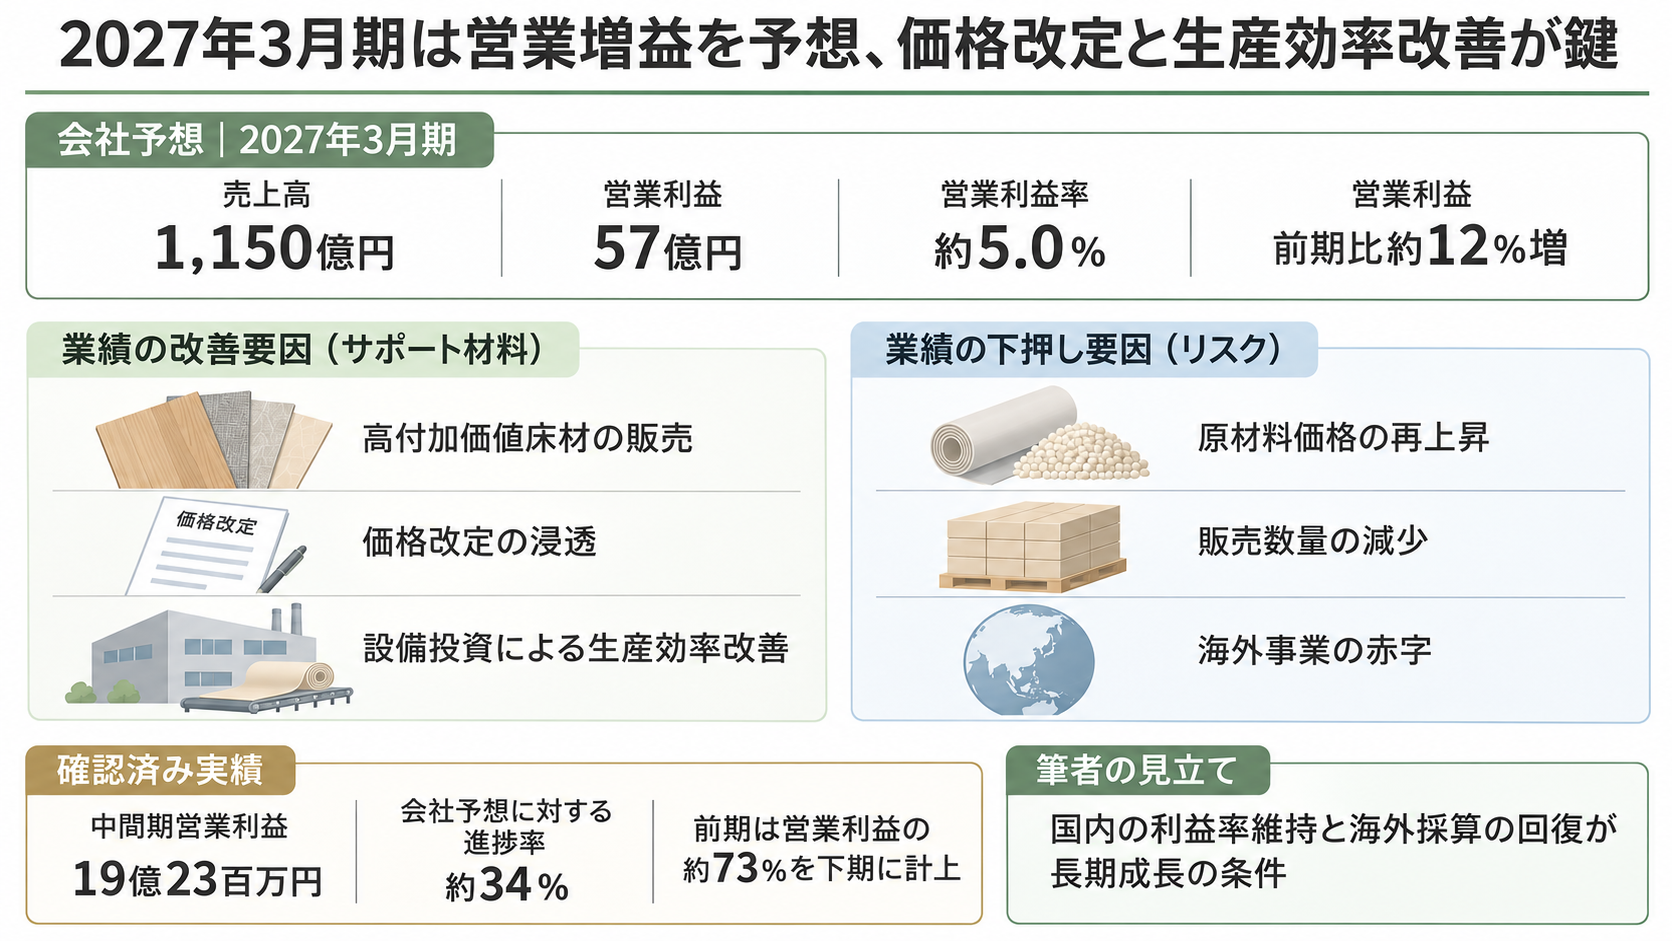 2027年3月期は営業増益を予想、価格改定と生産効率改善が鍵
会社予想｜2027年3月期
売上高
1,150億円
営業利益
57億円
営業利益率
約5.0%
営業利益
前期比約12%増
業績の改善要因（サポート材料）
高付加価値床材の販売
価格改定
価格改定の浸透
設備投資による生産効率改善
業績の下押し要因（リスク）
原材料価格の再上昇
販売数量の減少
海外事業の赤字
確認済み実績
中間期営業利益
19億23百万円
会社予想に対する
進捗率
約34%
前期は営業利益の
約73%を下期に計上
筆者の見立て
国内の利益率維持と海外採算の回復が
長期成長の条件